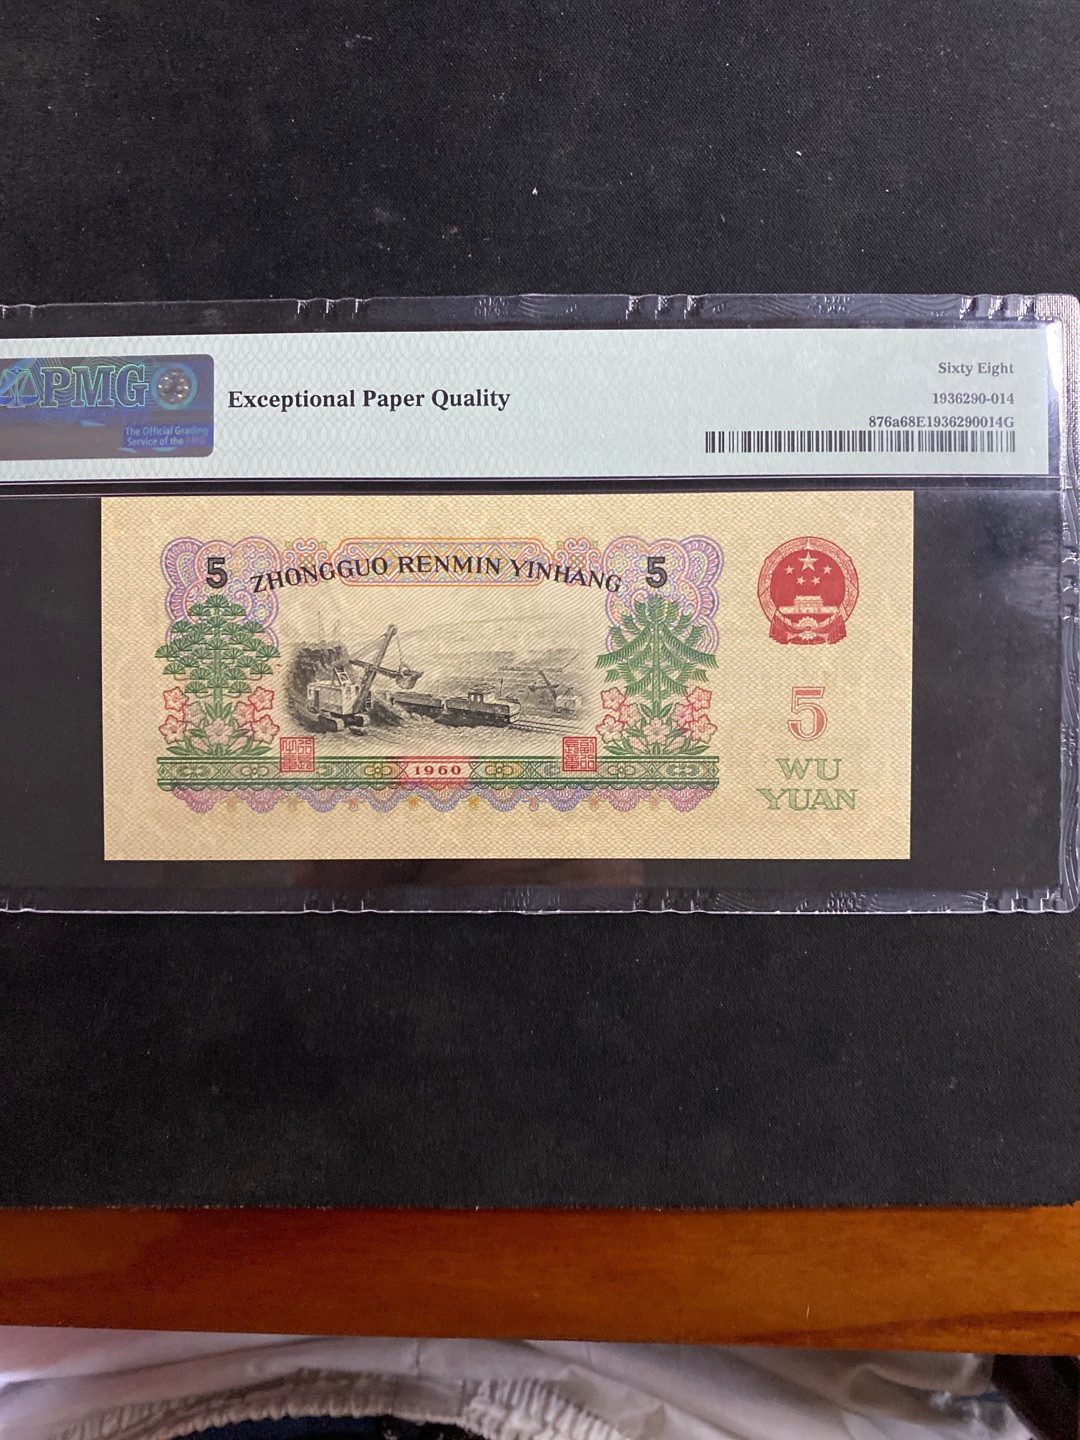 PMG
The Official Grading
Service of the PNG
Exceptional Paper Quality
Sixty Eight
1936290-014
876a68E1936290014G
5 ZHONGGUO RENMIN YINHANG 5
1960
5
WU
YUAN